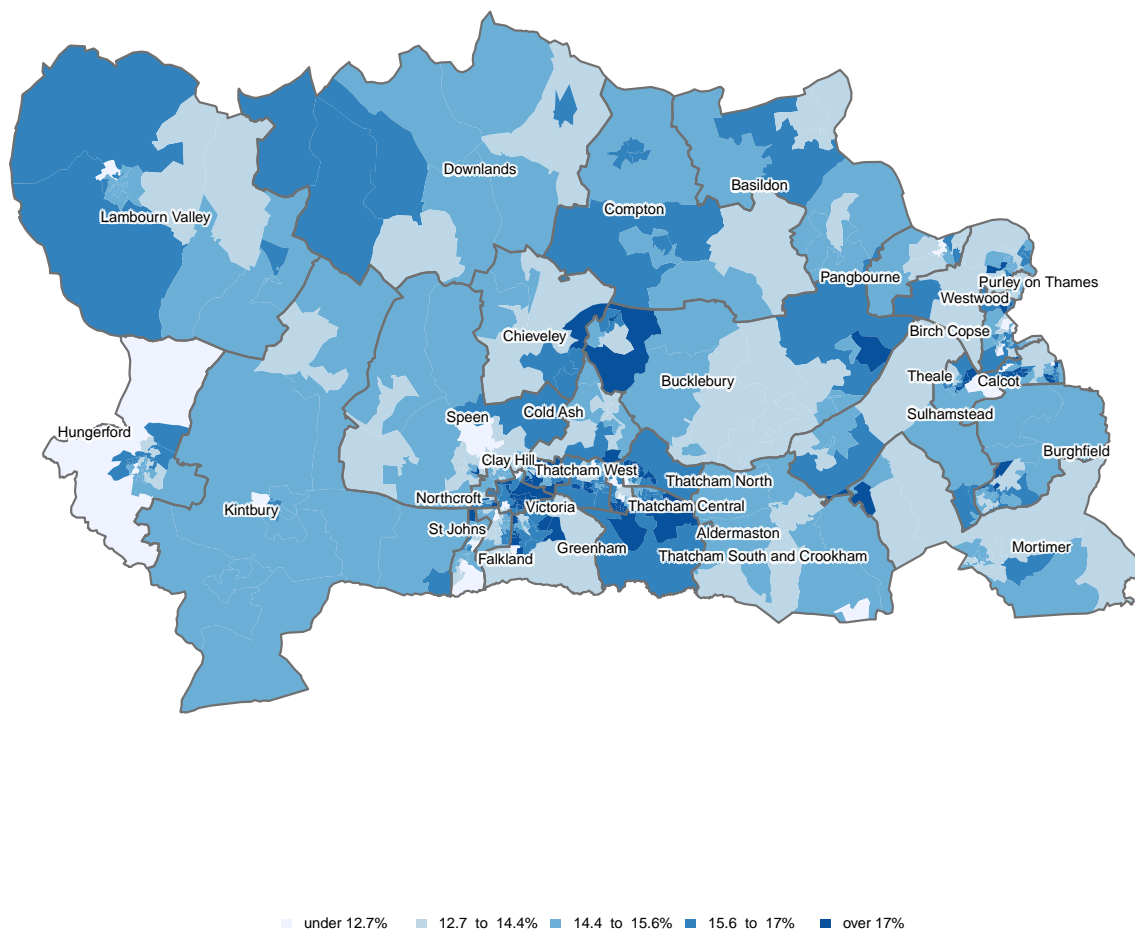 Downlands
Basildon
Compton
Lambourn Valley
Pangbourne
Purley on Thames
Westwood
Birch Copse
Chieveley
Theale
Calcot
Bucklebury
Speen
Cold Ash
Sulhamstead
Hungerford
Burghfield
Clay Hill
Thatcham West
Thatcham North
Northcroft
Victoria
Thatcham Central
Kintbury
St Johns
Aldermaston
Greenham
Mortimer
Falkland
Thatcham South and Crookham
under 12.7% 12.7 to 14.4% 14.4 to 15.6% 15.6 to 17% over 17%